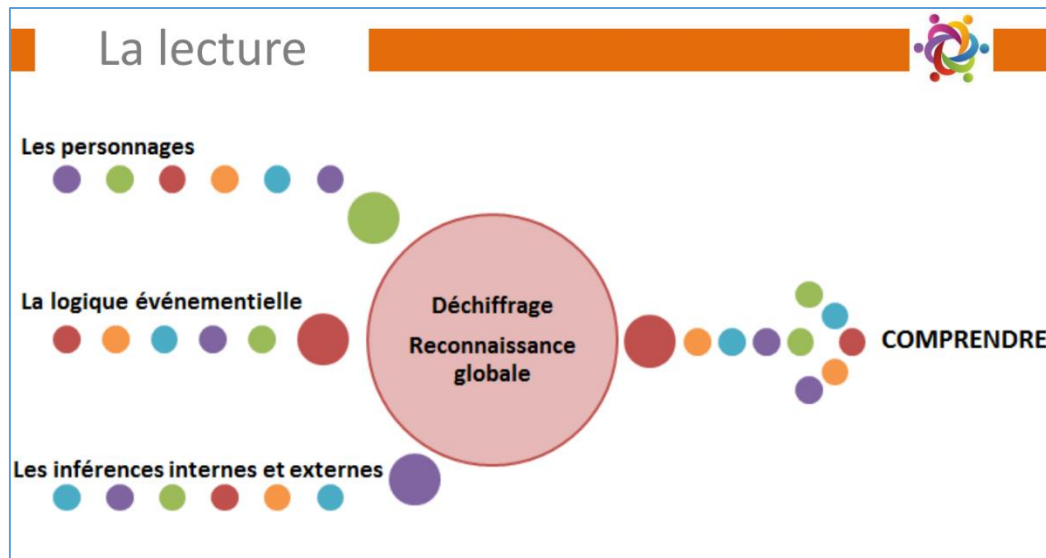 La lecture
Les personnages
La logique événementielle
Déchiffrage
Reconnaissance
globale
COMPRENDRE
Les inférences internes et externes